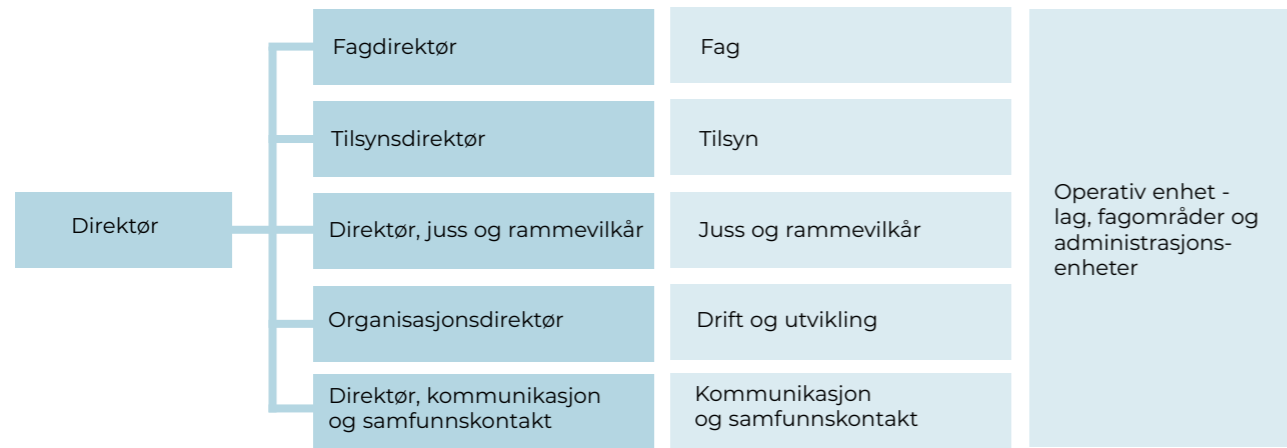 Direktør
Fagdirektør
Fag
Tilsynsdirektør
Tilsyn
Direktør, juss og rammevilkår
Juss og rammevilkår
Organisasjonsdirektør
Drift og utvikling
Direktør, kommunikasjon
og samfunnskontakt
Kommunikasjon
og samfunnskontakt
Operativ enhet -
lag, fagområder og
administrasjons-
enheter